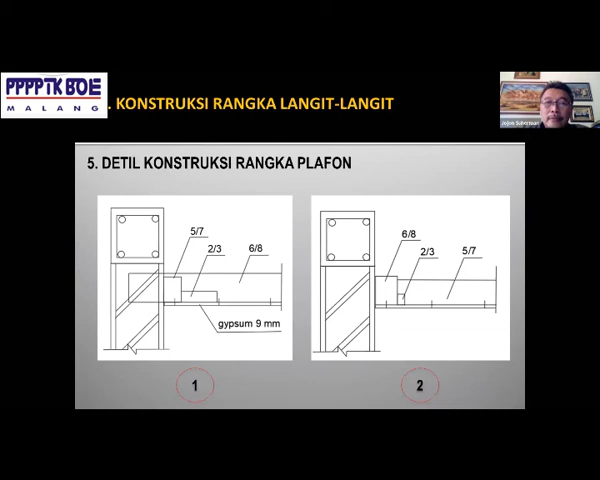 PPPPTK BOE
MALANG
. KONSTRUKSI RANGKA LANGIT-LANGIT
5. DETIL KONSTRUKSI RANGKA PLAFON
5/7
2/3
6/8
gypsum 9 mm
1
6/8
2/3
5/7
2